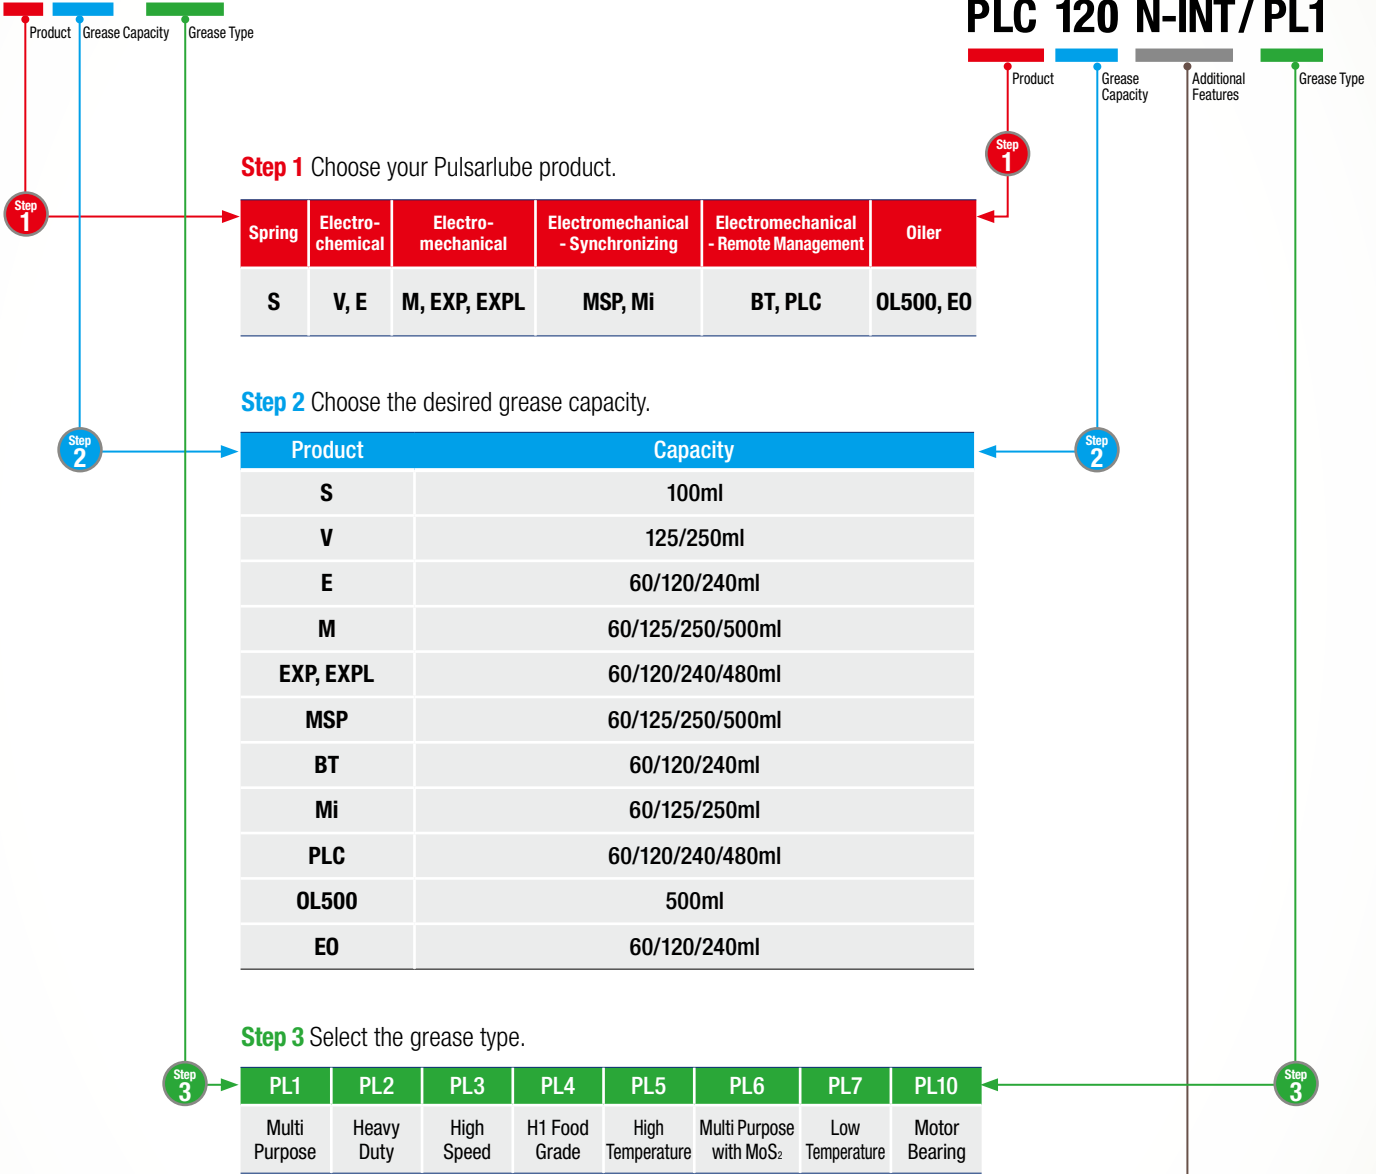 PLC 120 N-INT / PL1
Product Grease Capacity Grease Type
Product Grease Capacity Additional Features Grease Type
Step 1
Step 1 Choose your Pulsarlube product.
Step 1
Spring Electro-chemical Electro-mechanical Electromechanical - Synchronizing Electromechanical - Remote Management Oiler
S V, E M, EXP, EXPL MSP, Mi BT, PLC OL500, EO
Step 2 Choose the desired grease capacity.
Step 2
Step 2
Product Capacity
S 100ml
V 125/250ml
E 60/120/240ml
M 60/125/250/500ml
EXP, EXPL 60/120/240/480ml
MSP 60/125/250/500ml
BT 60/120/240ml
Mi 60/125/250ml
PLC 60/120/240/480ml
OL500 500ml
EO 60/120/240ml
Step 3 Select the grease type.
Step 3
Step 3
PL1 PL2 PL3 PL4 PL5 PL6 PL7 PL10
Multi Heavy High H1 Food High Multi Purpose Low Motor
Purpose Duty Speed Grade Temperature with MoS₂ Temperature Bearing